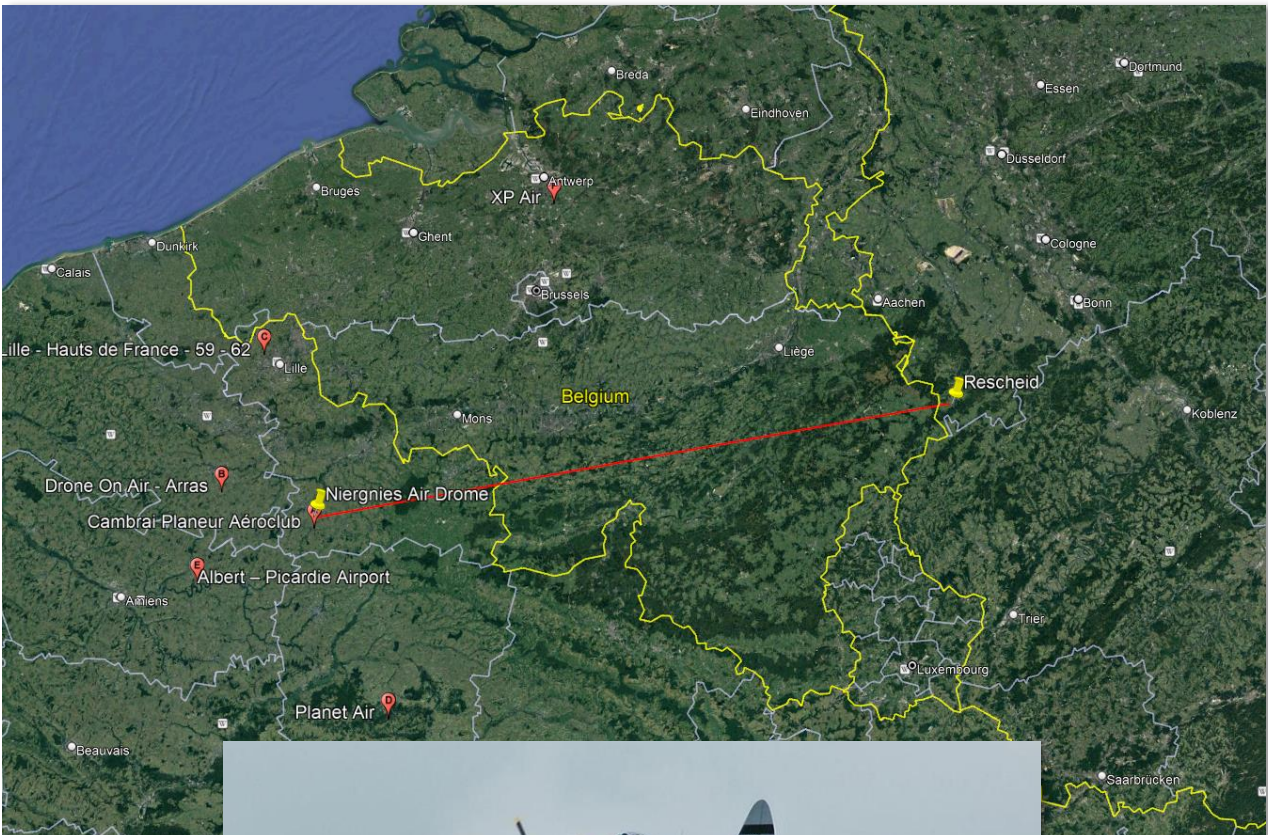 Dortmund
Breda
Essen
Eindhoven
Düsseldorf
Antwerp
A
XP Air
Bruges
Ghent
Cologne
Dunkirk
Calais
Brussels
Bonn
Aachen
C
Lille - Hauts de France - 59 - 62
Liège
Lille
Rescheid
Belgium
Koblenz
Mons
W
W
B
Drone On Air - Arras
Niergnies Air Drome
Cambrai Planeur Aéroclub
W
E
Albert – Picardie Airport
Amiens
Trier
Luxembourg
D
Planet Air
W
Beauvais
Saarbrücken